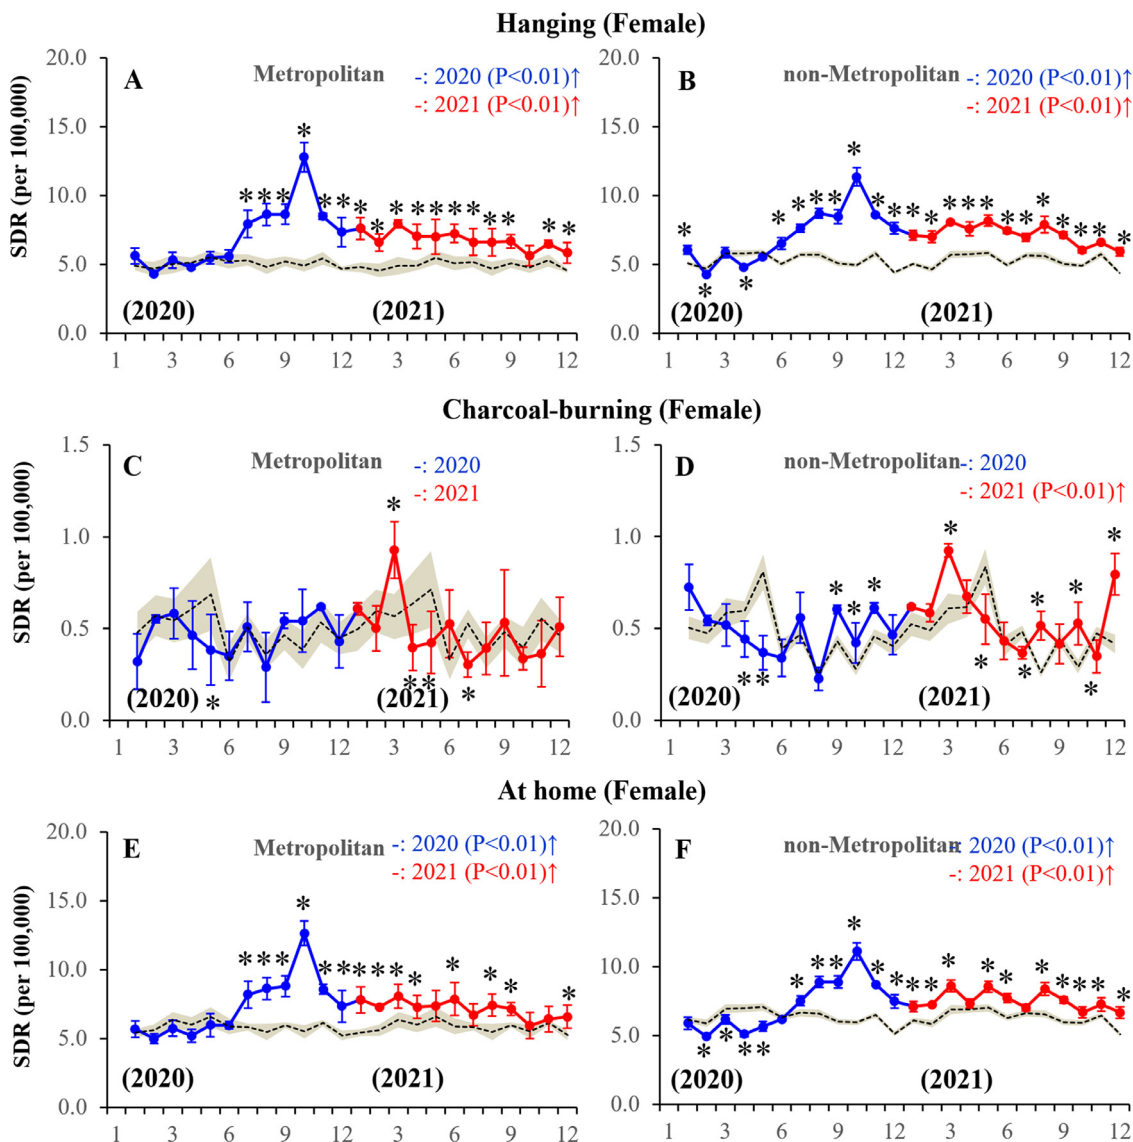 Hanging (Female)
SDR (per 100,000)
20.0
15.0
10.0
5.0
0.0
A
Metropolitan
-: 2020 (P<0.01)↑
-: 2021 (P<0.01)↑
* * * * * * * * * * * * * * * * *
(2020)
(2021)
1 3 6 9 12 3 6 9 12
20.0
15.0
10.0
5.0
0.0
B
non-Metropolitan
-: 2020 (P<0.01)↑
-: 2021 (P<0.01)↑
* * * * * * * * * * * * * * * * * * * * * *
(2020)
(2021)
1 3 6 9 12 3 6 9 12
Charcoal-burning (Female)
SDR (per 100,000)
1.5
1.0
0.5
0.0
C
Metropolitan
-: 2020
-: 2021
* * * * *
(2020)
(2021)
1 3 6 9 12 3 6 9 12
1.5
1.0
0.5
0.0
D
non-Metropolitan
-: 2020
-: 2021 (P<0.01)↑
* * * * * * * * * * * *
(2020)
(2021)
1 3 6 9 12 3 6 9 12
At home (Female)
SDR (per 100,000)
20.0
15.0
10.0
5.0
0.0
E
Metropolitan
-: 2020 (P<0.01)↑
-: 2021 (P<0.01)↑
* * * * * * * * * * * * * *
(2020)
(2021)
1 3 6 9 12 3 6 9 12
20.0
15.0
10.0
5.0
0.0
F
non-Metropolitan
-: 2020 (P<0.01)↑
-: 2021 (P<0.01)↑
* * * * * * * * * * * * * * * * * * * *
(2020)
(2021)
1 3 6 9 12 3 6 9 12